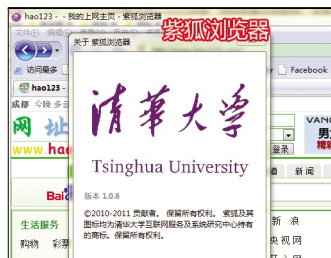 hao123 - - 我的上网主页 - 紫狐浏览器
紫狐浏览器
文件(F)
关于 紫狐浏览器
访问最多
Facebook
hao123 -
成都 今晚多云
清華大学
Tsinghua University
网址
www.hao
登录
VANC
男
新闻
版本 1.0.6
Bai
©2010-2011 贡献者。 保留所有权利。 紫狐及其
图标均为清华大学互联网服务及系统研究中心持有
的商标。保留所有权利。
生活服务
新 浪
购物 彩票
央视网